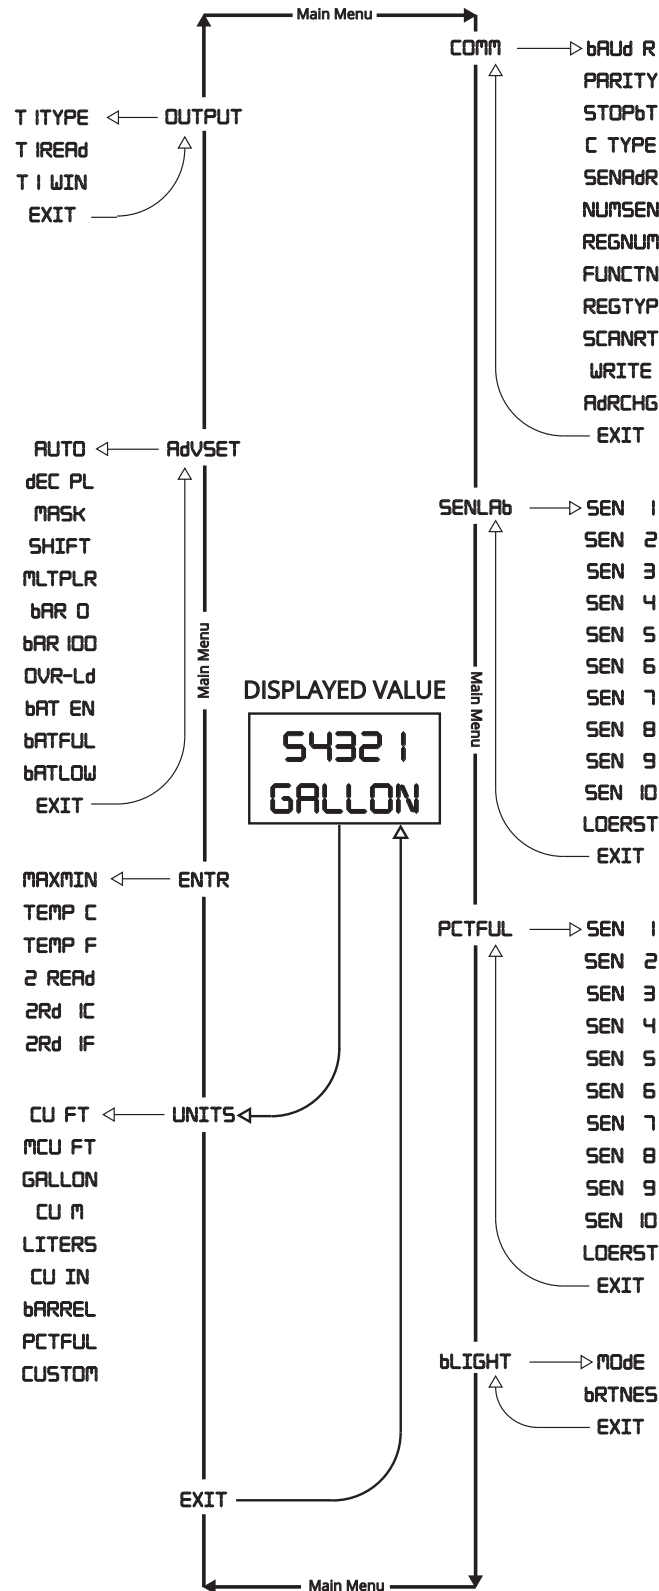 Main Menu
OUTPUT
T 1TYPE
T 1REAd
T 1 WIN
EXIT
AdVSET
AUTO
dEC PL
MASK
SHIFT
MLTPLR
bAR 0
bAR 100
OVR-Ld
bAT EN
bATFUL
bATLOW
EXIT
Main Menu
ENTR
MAXMIN
TEMP C
TEMP F
2 REAd
2Rd 1C
2Rd 1F
UNITS
CU FT
MCU FT
GALLON
CU M
LITERS
CU IN
bARREL
PCTFUL
CUSTOM
EXIT
DISPLAYED VALUE
54321
GALLON
COMM
bAUd R
PARITY
STOPbT
C TYPE
SENAdR
NUMSEN
REGNUM
FUNCTN
REGTYP
SCANRT
WRITE
AdRCHG
EXIT
SENLAb
SEN 1
SEN 2
SEN 3
SEN 4
SEN 5
SEN 6
SEN 7
SEN 8
SEN 9
SEN 10
LOERST
EXIT
Main Menu
PCTFUL
SEN 1
SEN 2
SEN 3
SEN 4
SEN 5
SEN 6
SEN 7
SEN 8
SEN 9
SEN 10
LOERST
EXIT
bLIGHT
MOdE
bRTNES
EXIT
Main Menu